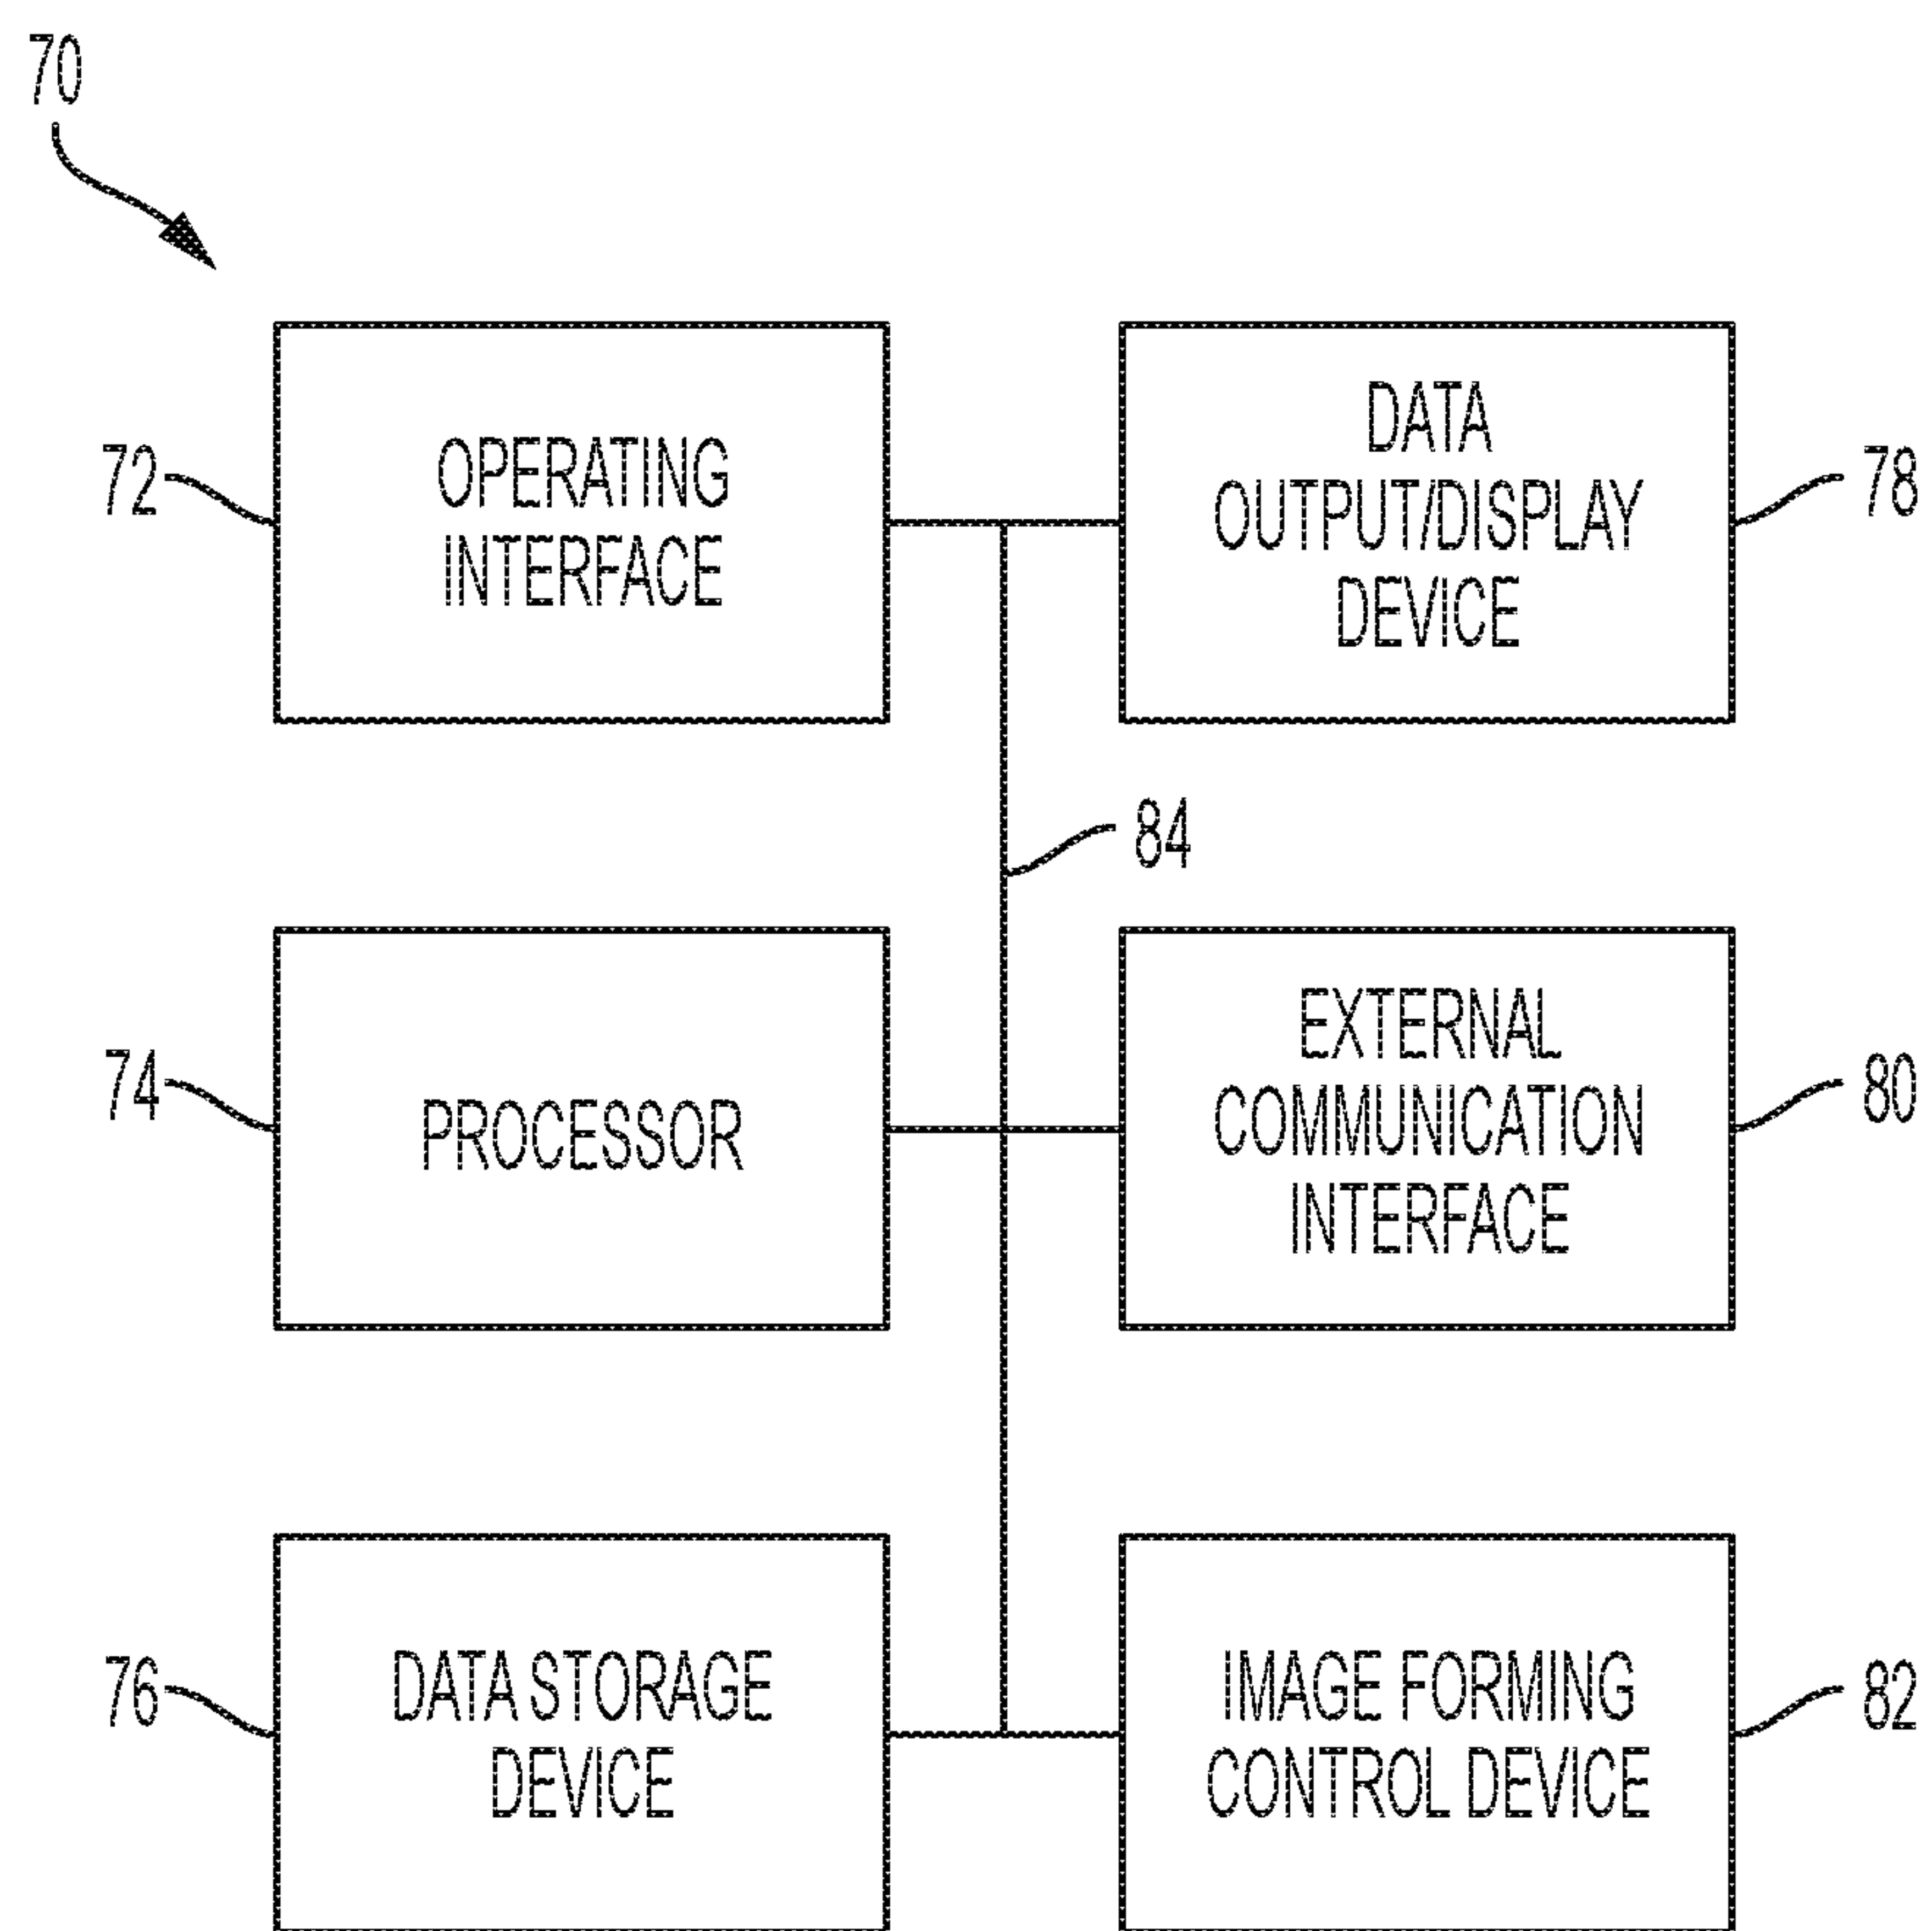 70
72
OPERATING
INTERFACE
DATA
OUTPUT/DISPLAY
DEVICE
78
84
74
PROCESSOR
EXTERNAL
COMMUNICATION
INTERFACE
80
76
DATA STORAGE
DEVICE
IMAGE FORMING
CONTROL DEVICE
82